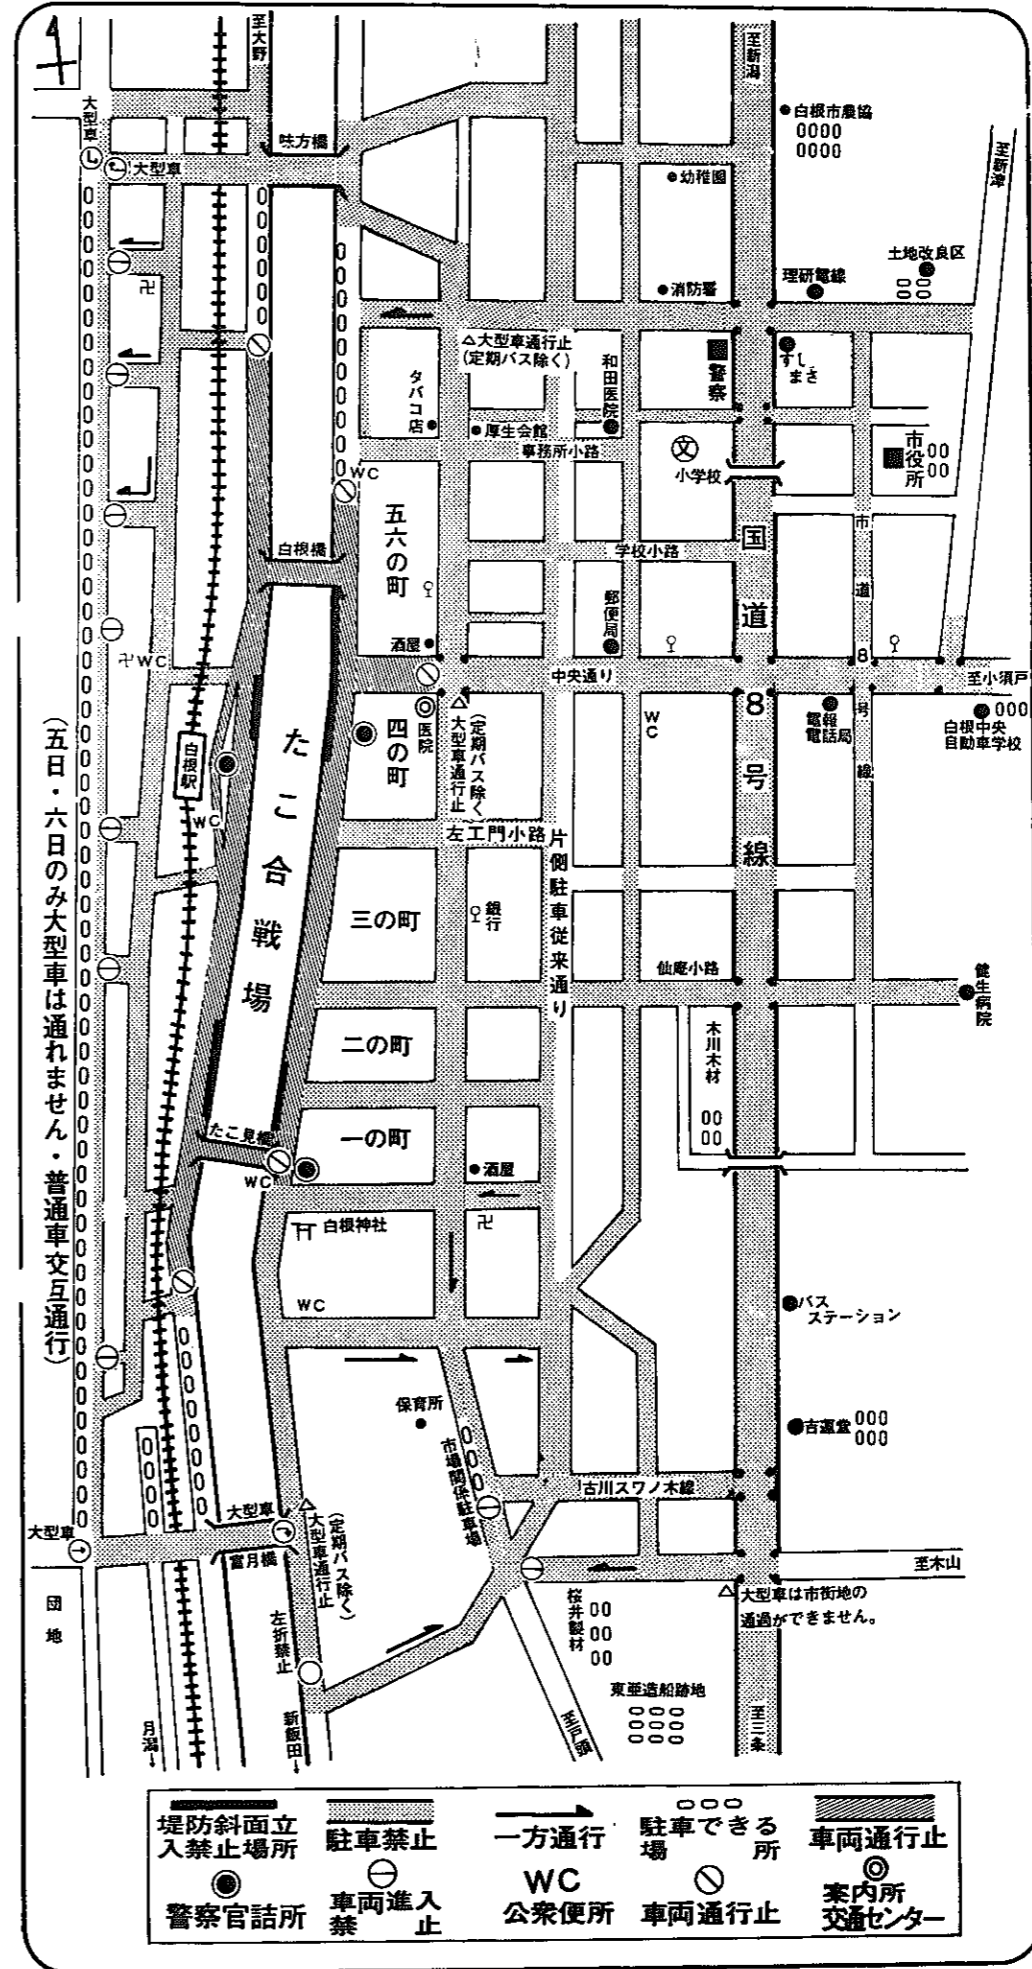 至大野
至新潟
白根市農協
大型車
大型車
味方橋
幼稚園
至新津
土地改良区
理研電線
消防署
△大型車通行止
(定期バス除く)
和田医院
警察
すし
まさ
タバコ店
厚生会館
事務所小路
文
小学校
市役所
WC
五六の町
白根橋
学校小路
国道8号線
市道8号線
郵便局
酒屋
卍WC
中央通り
至小須戸
四の町
医院
△大型車通行止
(定期バス除く)
WC
電報
電話局
白根中央
自動車学校
(五日・六日のみ大型車は通れません・普通車交互通行)
白根駅
WC
たこ合戦場
左工門小路
片側駐車従来通り
三の町
銀行
仙庵小路
健生病院
二の町
木川木材
一の町
たこ見橋
WC
酒屋
卍
卍
白根神社
WC
バス
ステーション
保育所
市場関係駐車場
吉運堂
古川スワノ木線
大型車
大型車
富月橋
△大型車通行止
(定期バス除く)
至木山
△大型車は市街地の
通過ができません。
団地
左折禁止
桜井製材
東亜造船跡地
月潟→
新飯田→
至戸頭
至三条
堤防斜面立
入禁止場所
駐車禁止
一方通行
駐車できる
場所
車両通行止
警察官詰所
車両進入
禁止
WC
公衆便所
車両通行止
案内所
交通センター